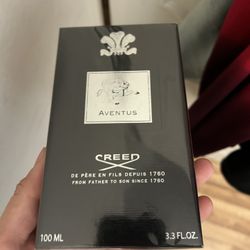 AVENTUS
CREED
DE PÈRE EN FILS DEPUIS 1760
FROM FATHER TO SON SINCE 1760
100 ML 3.3 FL.OZ.